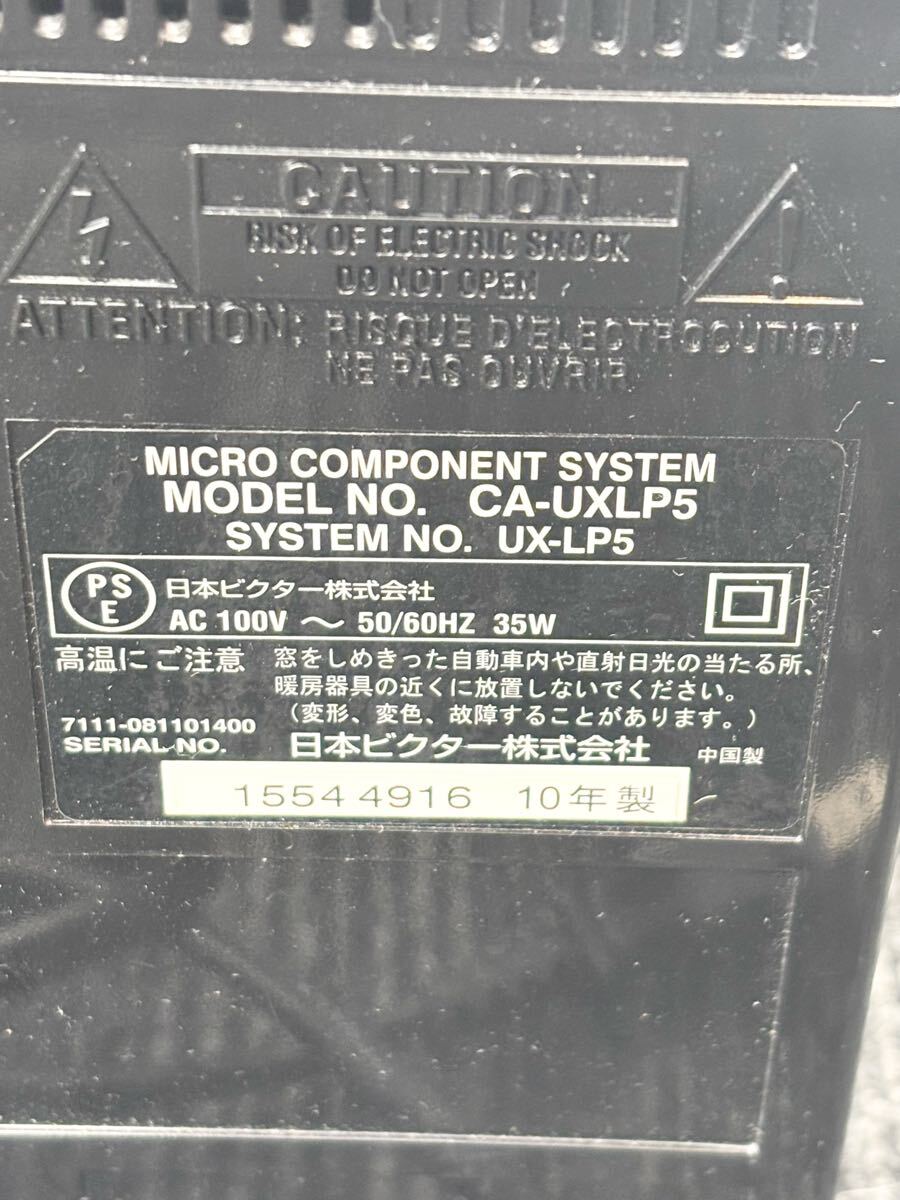 CAUTION
RISK OF ELECTRIC SHOCK
DO NOT OPEN
ATTENTION: RISQUE D'ELECTROCUTION
NE PAS OUVRIR
MICRO COMPONENT SYSTEM
MODEL NO. CA-UXLP5
SYSTEM NO. UX-LP5
PS
E
日本ビクター株式会社
AC 100V ～ 50/60HZ 35W
高温にご注意 窓をしめきった自動車内や直射日光の当たる所、
暖房器具の近くに放置しないでください。
(変形、変色、故障することがあります。)
7111-081101400
SERIAL NO. 日本ビクター株式会社 中国製
15544916 10年製